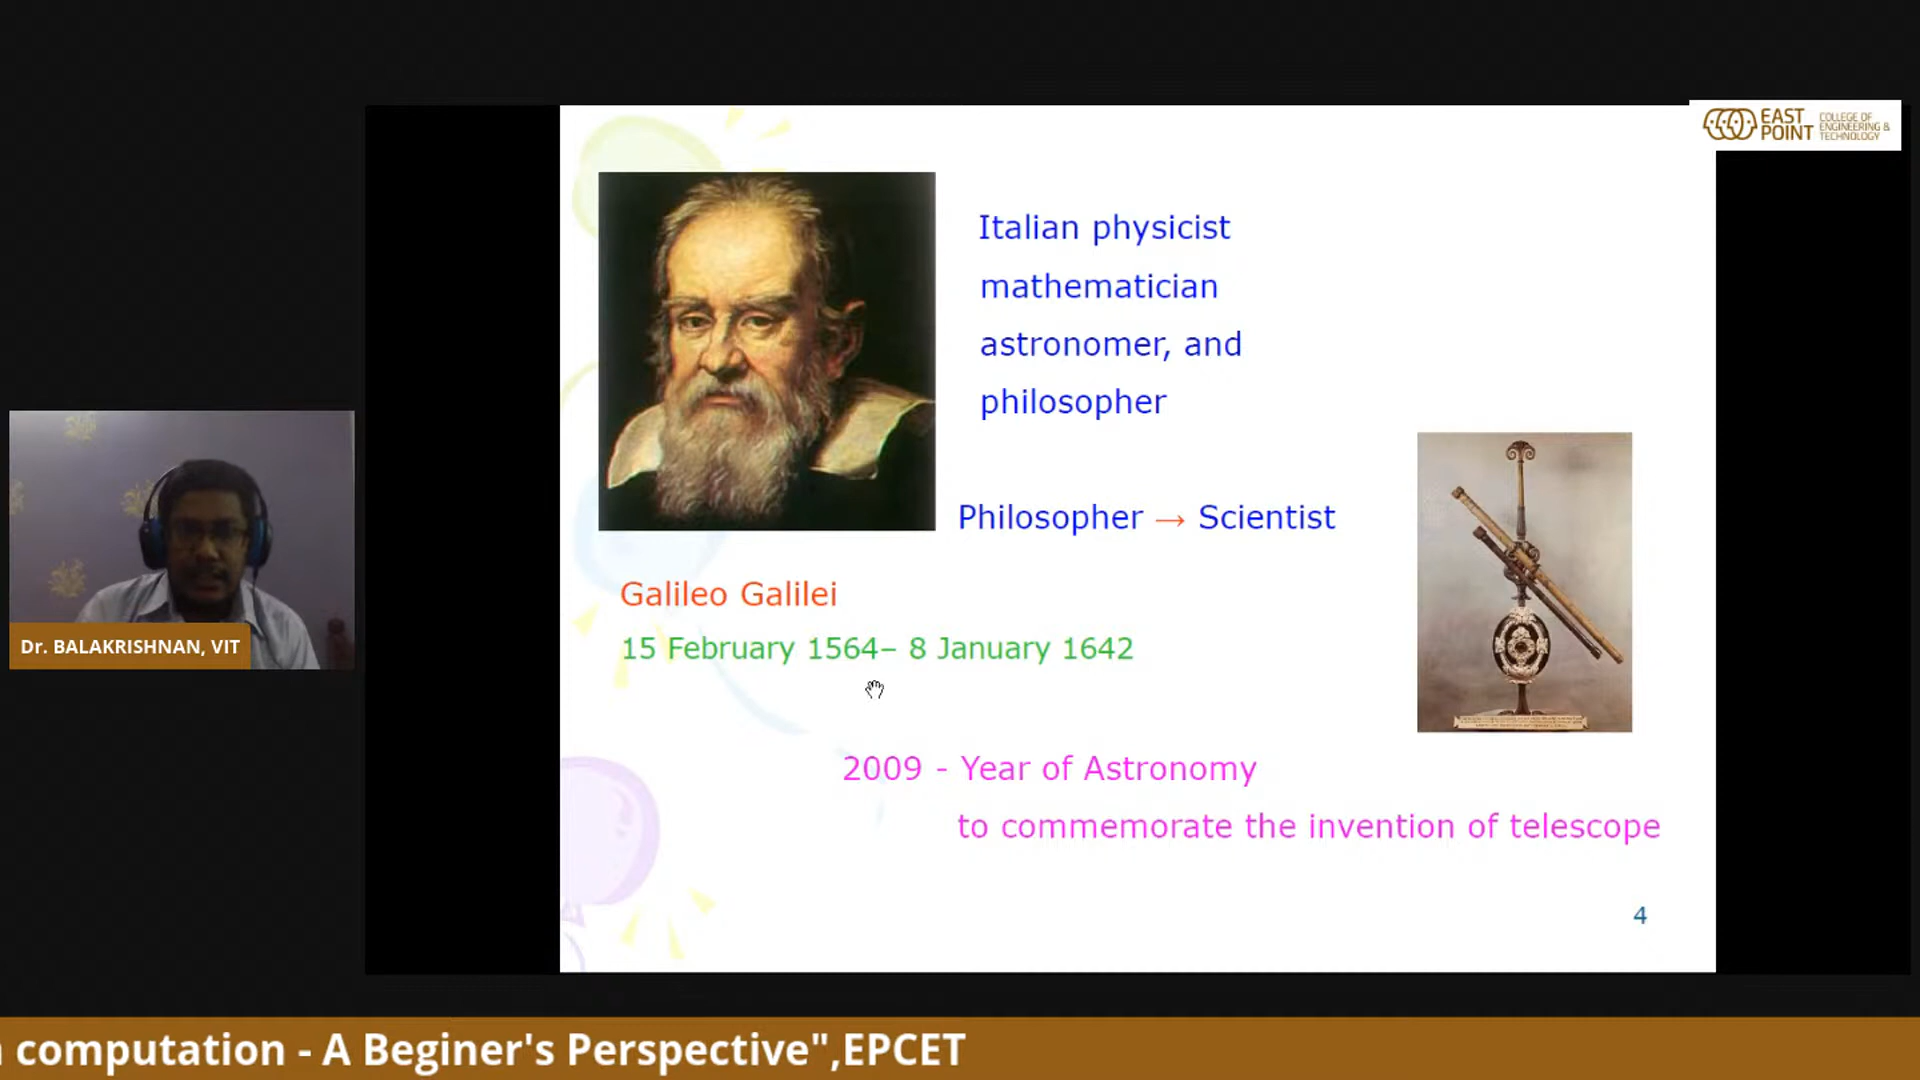 EAST
POINT
COLLEGE OF
ENGINEERING &
TECHNOLOGY
Italian physicist
mathematician
astronomer, and
philosopher
Philosopher → Scientist
Galileo Galilei
15 February 1564– 8 January 1642
Dr. BALAKRISHNAN, VIT
2009 - Year of Astronomy
to commemorate the invention of telescope
4
computation - A Beginer's Perspective",EPCET